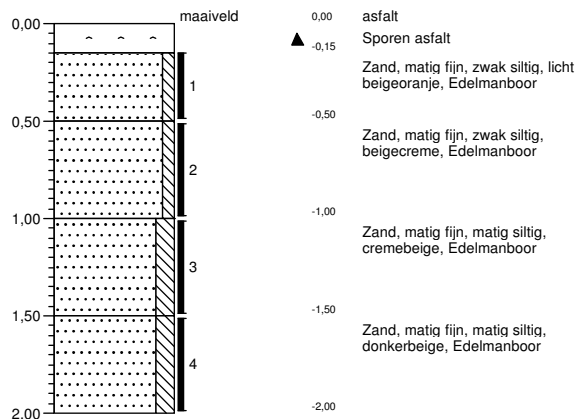 maaiveld
0,00
0,50
1,00
1,50
2,00
1
2
3
4
0,00 asfalt
Sporen asfalt
-0,15
Zand, matig fijn, zwak siltig, licht
beigeoranje, Edelmanboor
-0,50
Zand, matig fijn, zwak siltig,
beigecreme, Edelmanboor
-1,00
Zand, matig fijn, matig siltig,
cremebeige, Edelmanboor
-1,50
Zand, matig fijn, matig siltig,
donkerbeige, Edelmanboor
-2,00